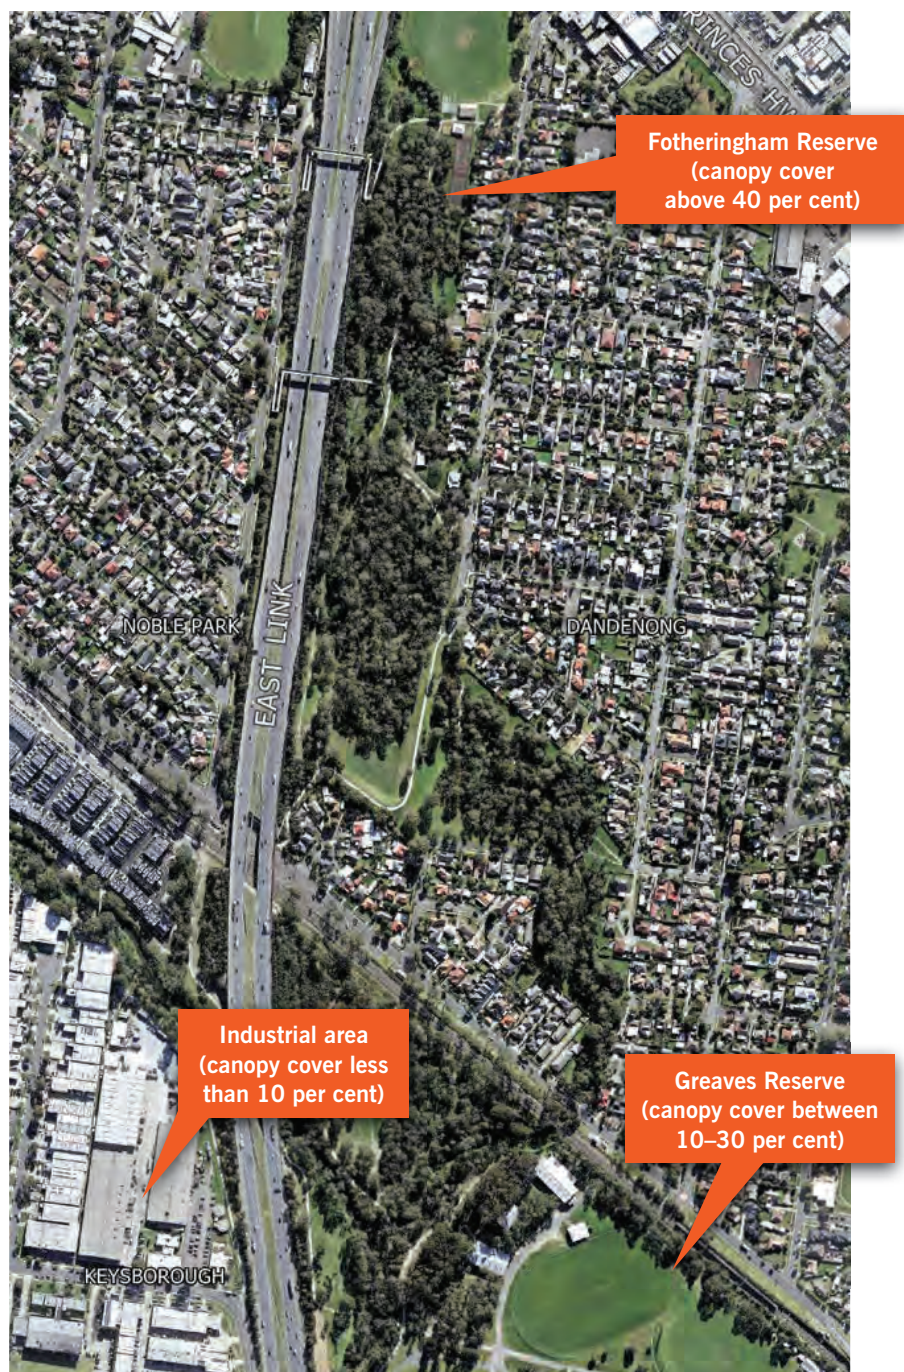 RINCES HW
Fotheringham Reserve
(canopy cover
above 40 per cent)
NOBLE PARK
EAST LINK
DANDENONG
Industrial area
(canopy cover less
than 10 per cent)
Greaves Reserve
(canopy cover between
10–30 per cent)
KEYSBOROUGH